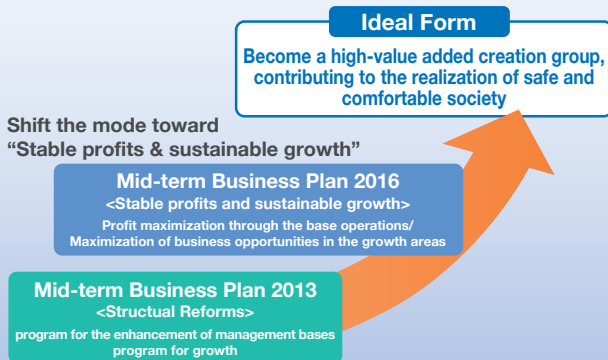 Ideal Form
Become a high-value added creation group,
contributing to the realization of safe and
comfortable society
Shift the mode toward
“Stable profits & sustainable growth”
Mid-term Business Plan 2016
<Stable profits and sustainable growth>
Profit maximization through the base operations/
Maximization of business opportunities in the growth areas
Mid-term Business Plan 2013
<Structual Reforms>
program for the enhancement of management bases
program for growth